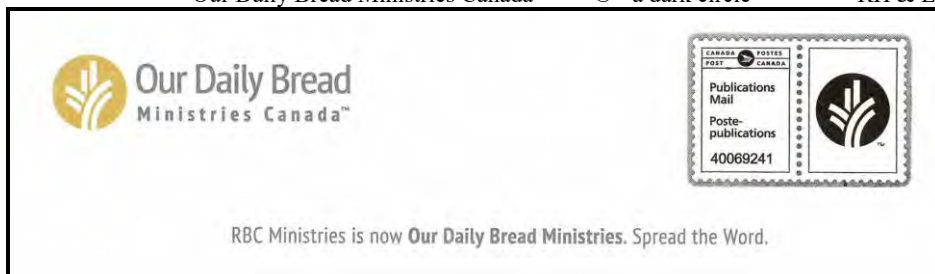 Our Daily Bread Ministries Canada © a dark circle
Our Daily Bread
Ministries Canada™
CANADA POSTES
POST CANADA
Publications
Mail
Poste-
publications
40069241
TM
RBC Ministries is now Our Daily Bread Ministries. Spread the Word.